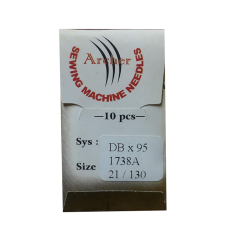 Archer
SEWING MACHINE NEEDLES
—10 pcs—
Sys : DB x 95
1738A
Size 21 / 130